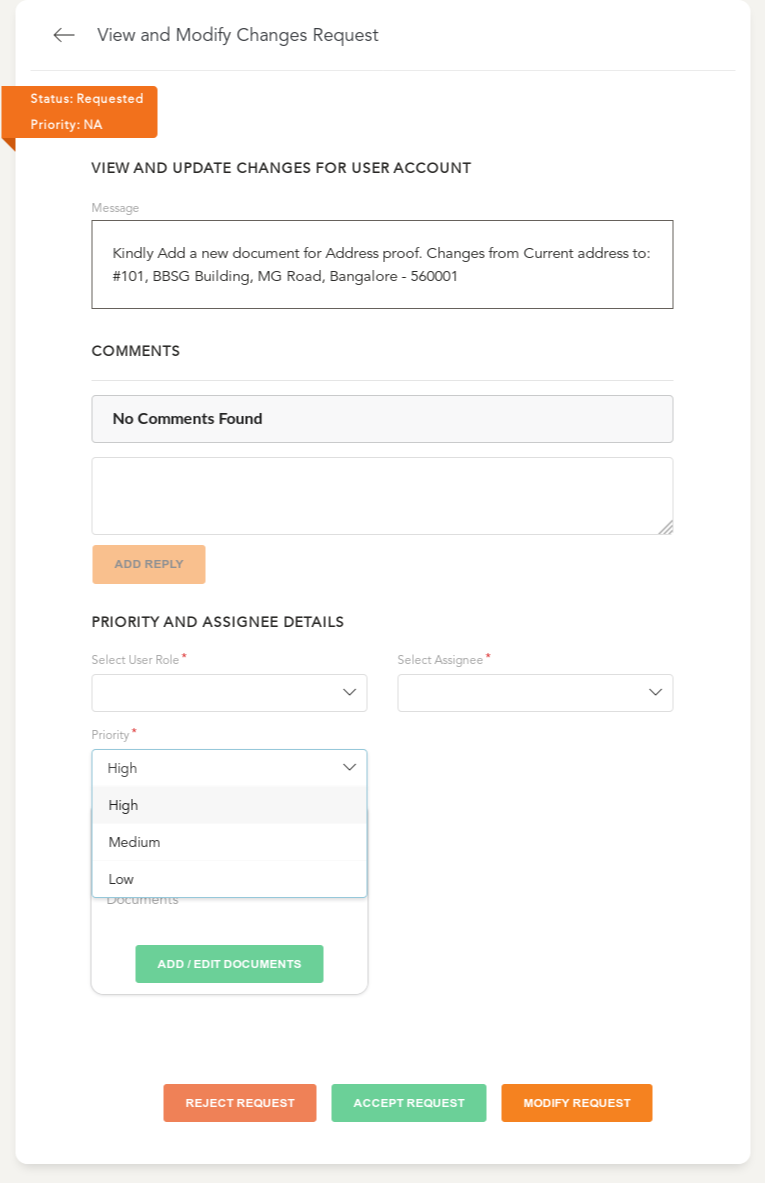 View and Modify Changes Request
Status: Requested
Priority: NA
VIEW AND UPDATE CHANGES FOR USER ACCOUNT
Message
Kindly Add a new document for Address proof. Changes from Current address to:
#101, BBSG Building, MG Road, Bangalore - 560001
COMMENTS
No Comments Found
ADD REPLY
PRIORITY AND ASSIGNEE DETAILS
Select User Role *
Select Assignee *
Priority *
High
High
Medium
Low
Documents
ADD / EDIT DOCUMENTS
REJECT REQUEST
ACCEPT REQUEST
MODIFY REQUEST